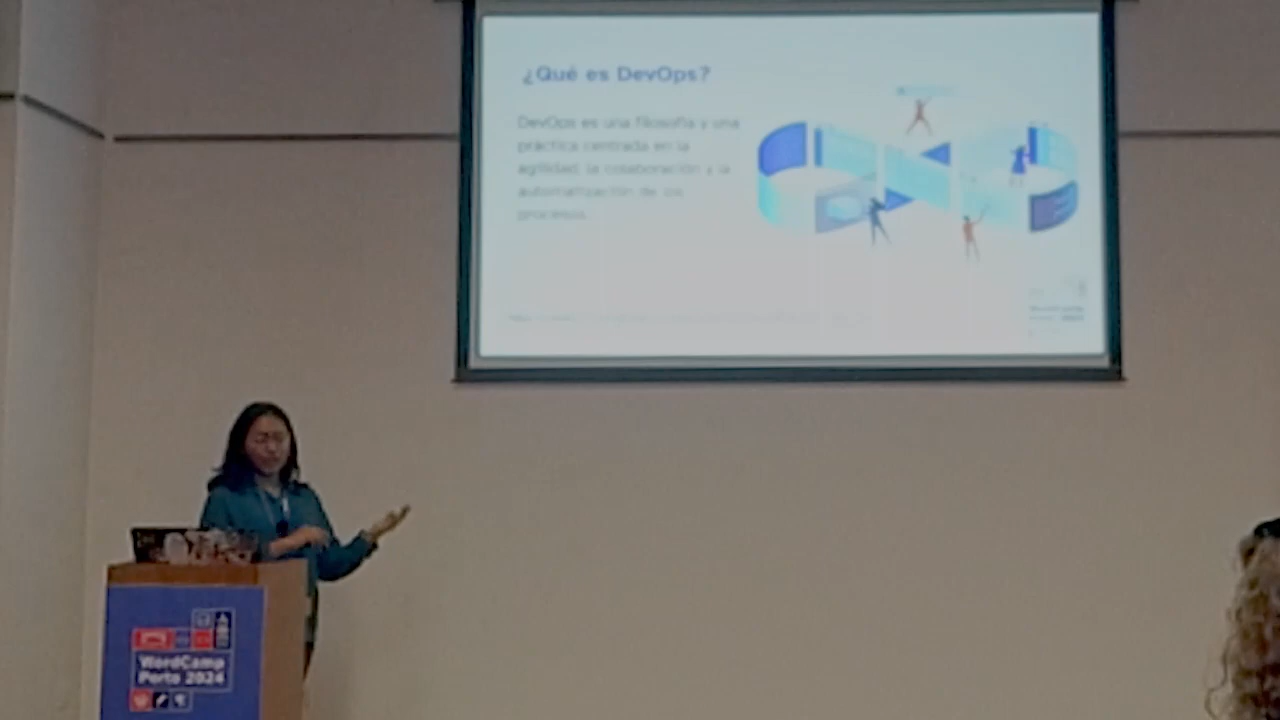 ¿Qué es DevOps?
DevOps es una filosofía y una
práctica centrada en la
agilidad, la colaboración y la
automatización de los
procesos.
WordCamp
Porto 2024